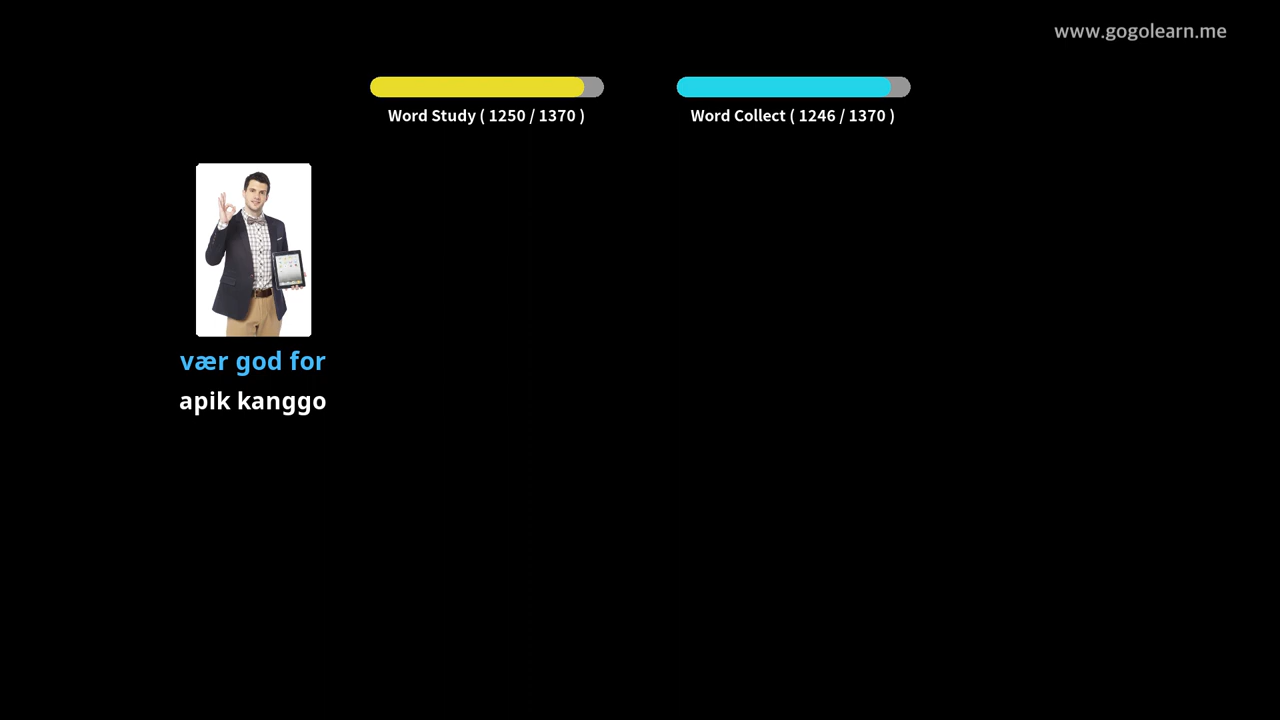 www.gogolearn.me
Word Study ( 1250 / 1370 )
Word Collect ( 1246 / 1370 )
vær god for
apik kanggo